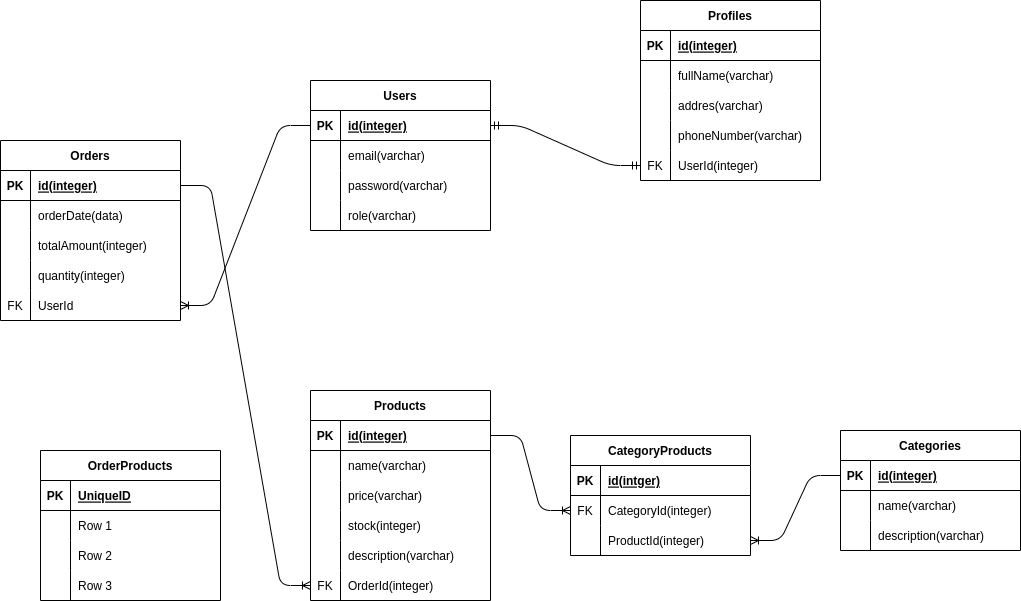 Profiles
PK id(integer)
fullName(varchar)
addres(varchar)
phoneNumber(varchar)
FK UserId(integer)
Users
PK id(integer)
email(varchar)
password(varchar)
role(varchar)
Orders
PK id(integer)
orderDate(data)
totalAmount(integer)
quantity(integer)
FK UserId
Products
PK id(integer)
name(varchar)
price(varchar)
stock(integer)
description(varchar)
FK OrderId(integer)
OrderProducts
PK UniqueID
Row 1
Row 2
Row 3
CategoryProducts
PK id(intger)
FK CategoryId(integer)
ProductId(integer)
Categories
PK id(integer)
name(varchar)
description(varchar)